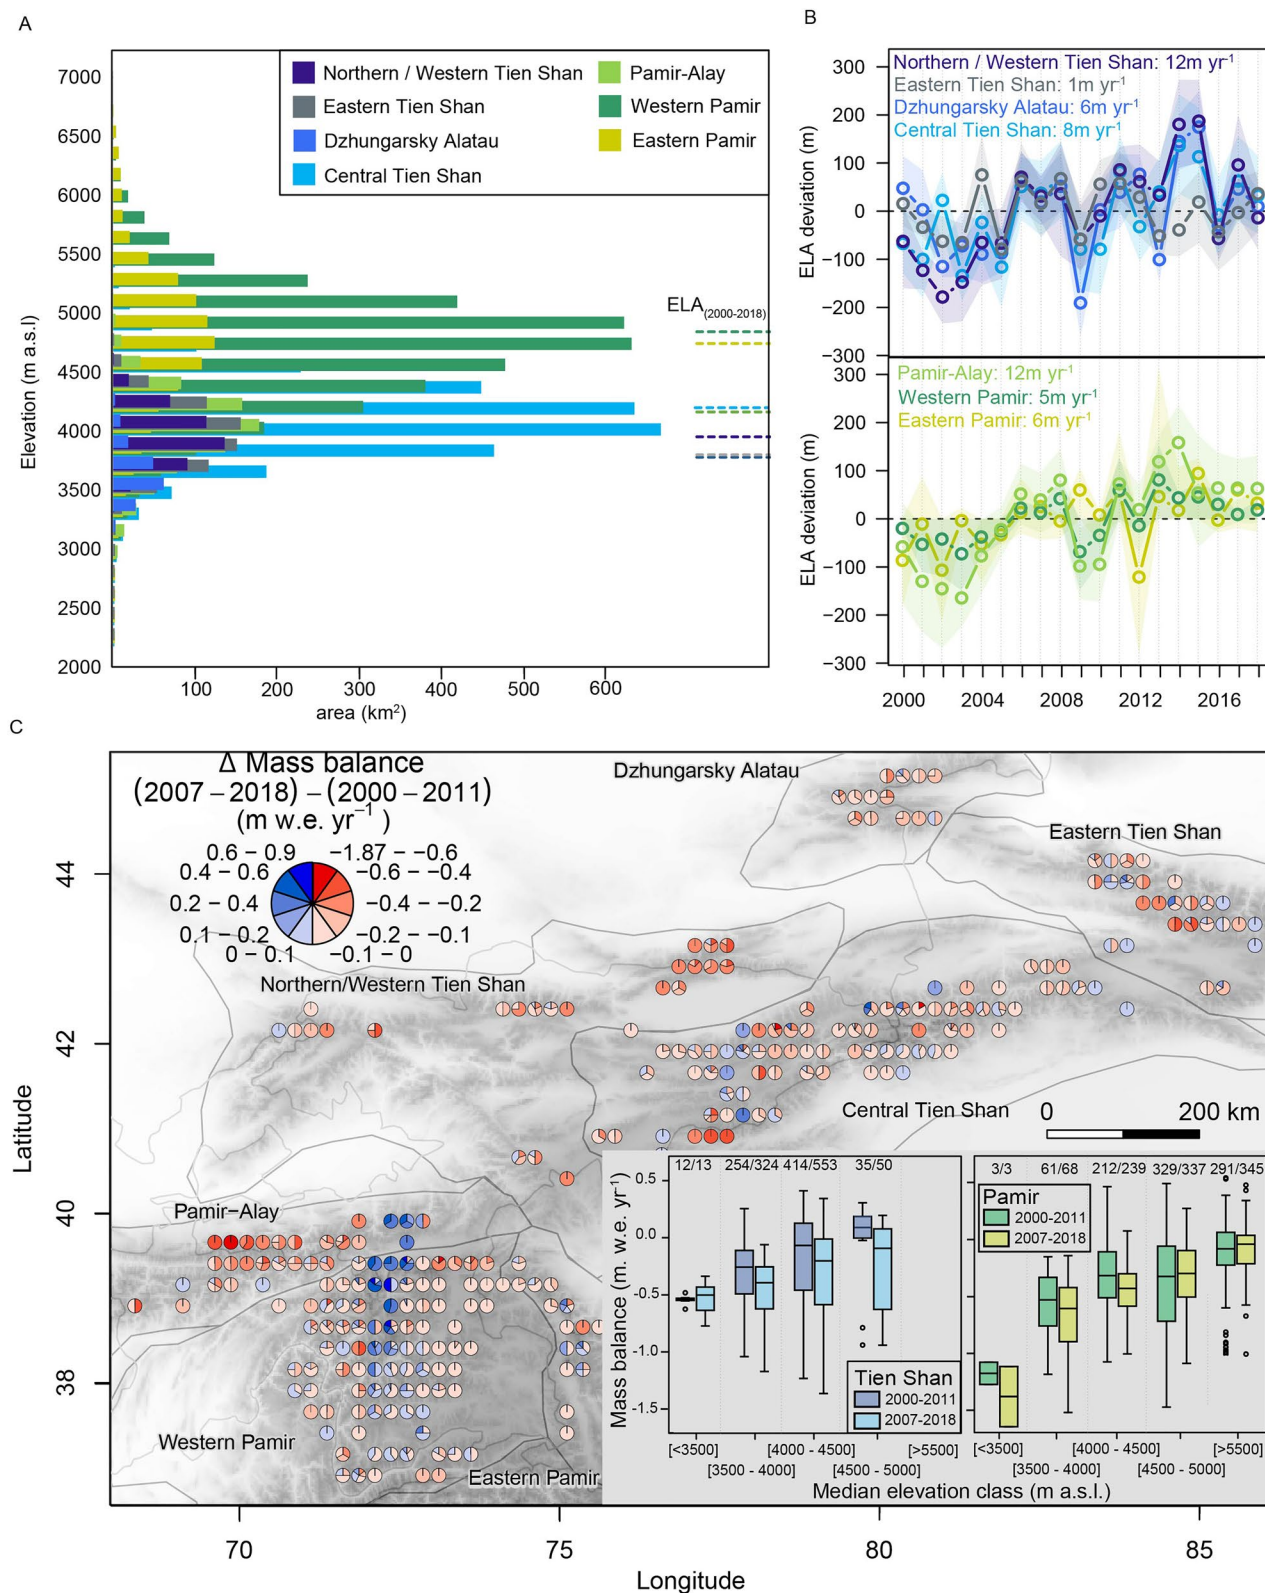 A
7000
6500
6000
5500
5000
4500
4000
3500
3000
2500
2000
Elevation (m a.s.l)
Northern / Western Tien Shan
Eastern Tien Shan
Dzhungarsky Alatau
Central Tien Shan
Pamir-Alay
Western Pamir
Eastern Pamir
ELA(2000-2018)
100 200 300 400 500 600
area (km²)
B
300
200
100
0
−100
−200
−300
ELA deviation (m)
Northern / Western Tien Shan: 12m yr⁻¹
Eastern Tien Shan: 1m yr⁻¹
Dzhungarsky Alatau: 6m yr⁻¹
Central Tien Shan: 8m yr⁻¹
300
200
100
0
−100
−200
−300
ELA deviation (m)
Pamir-Alay: 12m yr⁻¹
Western Pamir: 5m yr⁻¹
Eastern Pamir: 6m yr⁻¹
2000 2004 2008 2012 2016
C
Δ Mass balance
(2007 − 2018) − (2000 − 2011)
(m w.e. yr⁻¹ )
0.6 − 0.9 −1.87 − −0.6
0.4 − 0.6 −0.6 − −0.4
0.2 − 0.4 −0.4 − −0.2
0.1 − 0.2 −0.2 − −0.1
0 − 0.1 −0.1 − 0
Dzhungarsky Alatau
Eastern Tien Shan
Northern/Western Tien Shan
Central Tien Shan
0 200 km
Pamir−Alay
Western Pamir
Eastern Pamir
44
42
40
38
Latitude
70 75 80 85
Longitude
12/13 254/324 414/553 35/50
0.5
0.0
-0.5
-1.0
-1.5
Mass balance (m. w.e. yr⁻¹)
Tien Shan
2000-2011
2007-2018
3/3 61/68 212/239 329/337 291/345
Pamir
2000-2011
2007-2018
[<3500] [4000 - 4500] [>5500] [<3500] [4000 - 4500] [>5500]
[3500 - 4000] [4500 - 5000] [3500 - 4000] [4500 - 5000]
Median elevation class (m a.s.l.)